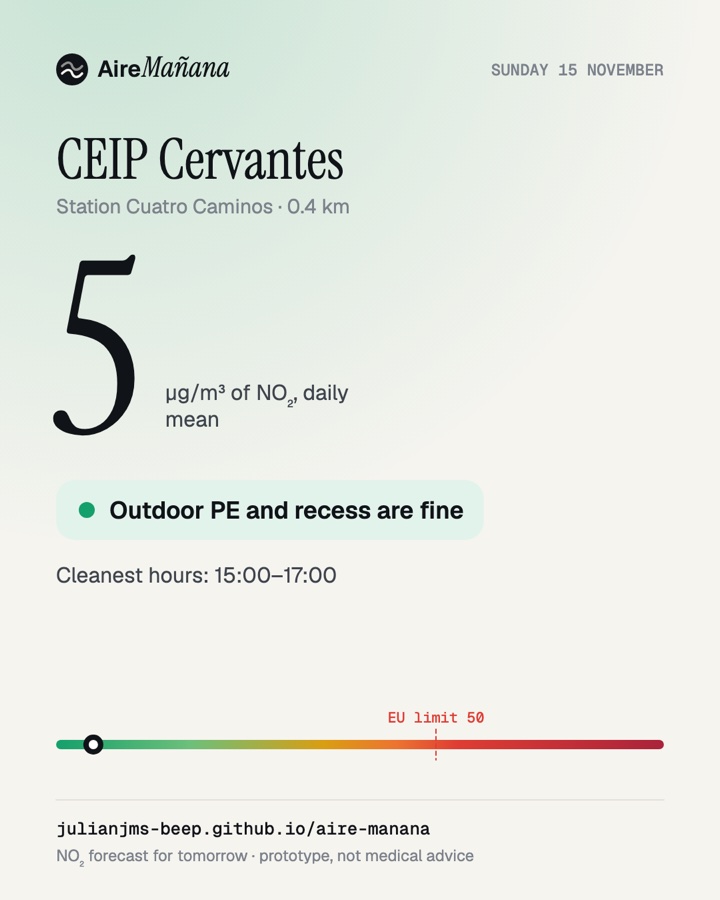 AireMañana
SUNDAY 15 NOVEMBER
CEIP Cervantes
Station Cuatro Caminos · 0.4 km
5
µg/m³ of NO₂, daily
mean
Outdoor PE and recess are fine
Cleanest hours: 15:00–17:00
EU limit 50
julianjms-beep.github.io/aire-manana
NO₂ forecast for tomorrow · prototype, not medical advice